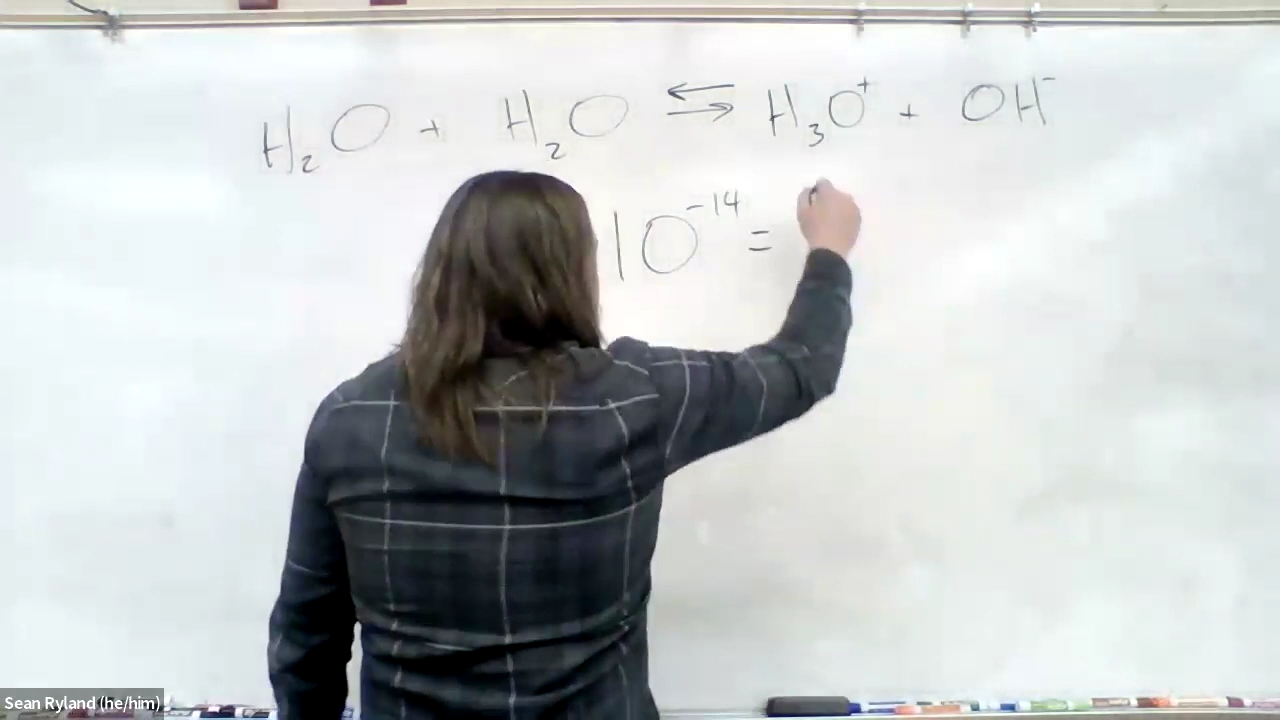 H₂O + H₂O ⇄ H₃O⁺ + OH⁻
10⁻¹⁴ =
Sean Ryland (he/him)